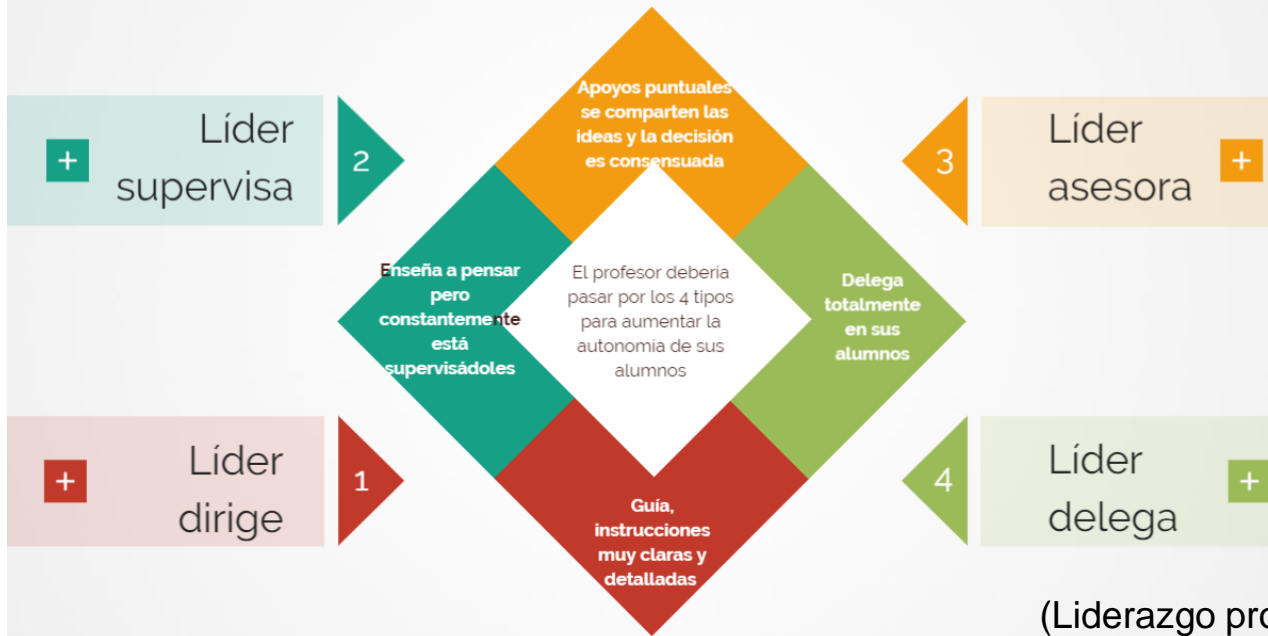 +
Líder
supervisa
2
Apoyos puntuales
se comparten las
ideas y la decisión
es consensuada
3
Líder
asesora
+
Enseña a pensar
pero
constantemente
está
supervisádoles
El profesor debería
pasar por los 4 tipos
para aumentar la
autonomía de sus
alumnos
Delega
totalmente
en sus
alumnos
+
Líder
dirige
1
Guía,
instrucciones
muy claras y
detalladas
4
Líder
delega
+
(Liderazgo